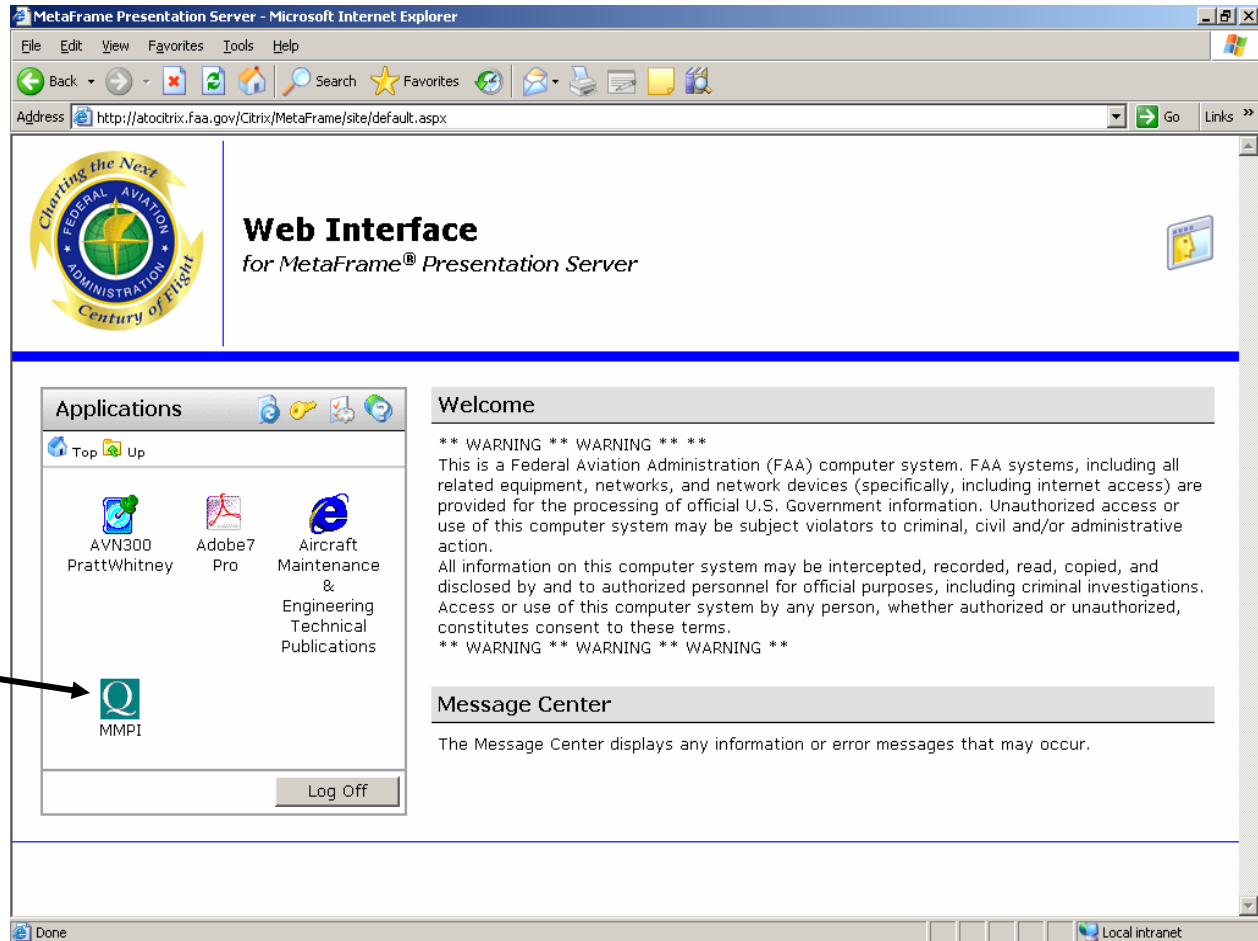 MetaFrame Presentation Server - Microsoft Internet Explorer
File Edit View Favorites Tools Help
Back Search Favorites
Address http://atocitrix.faa.gov/Citrix/MetaFrame/site/default.aspx Go Links »
Charting the Next
FEDERAL AVIATION
ADMINISTRATION
Century of Flight
Web Interface
for MetaFrame® Presentation Server
Applications
Top Up
AVN300
PrattWhitney
Adobe7
Pro
Aircraft
Maintenance
&
Engineering
Technical
Publications
Q
MMPI
Log Off
Welcome
** WARNING ** WARNING ** **
This is a Federal Aviation Administration (FAA) computer system. FAA systems, including all
related equipment, networks, and network devices (specifically, including internet access) are
provided for the processing of official U.S. Government information. Unauthorized access or
use of this computer system may be subject violators to criminal, civil and/or administrative
action.
All information on this computer system may be intercepted, recorded, read, copied, and
disclosed by and to authorized personnel for official purposes, including criminal investigations.
Access or use of this computer system by any person, whether authorized or unauthorized,
constitutes consent to these terms.
** WARNING ** WARNING ** WARNING **
Message Center
The Message Center displays any information or error messages that may occur.
Done Local intranet